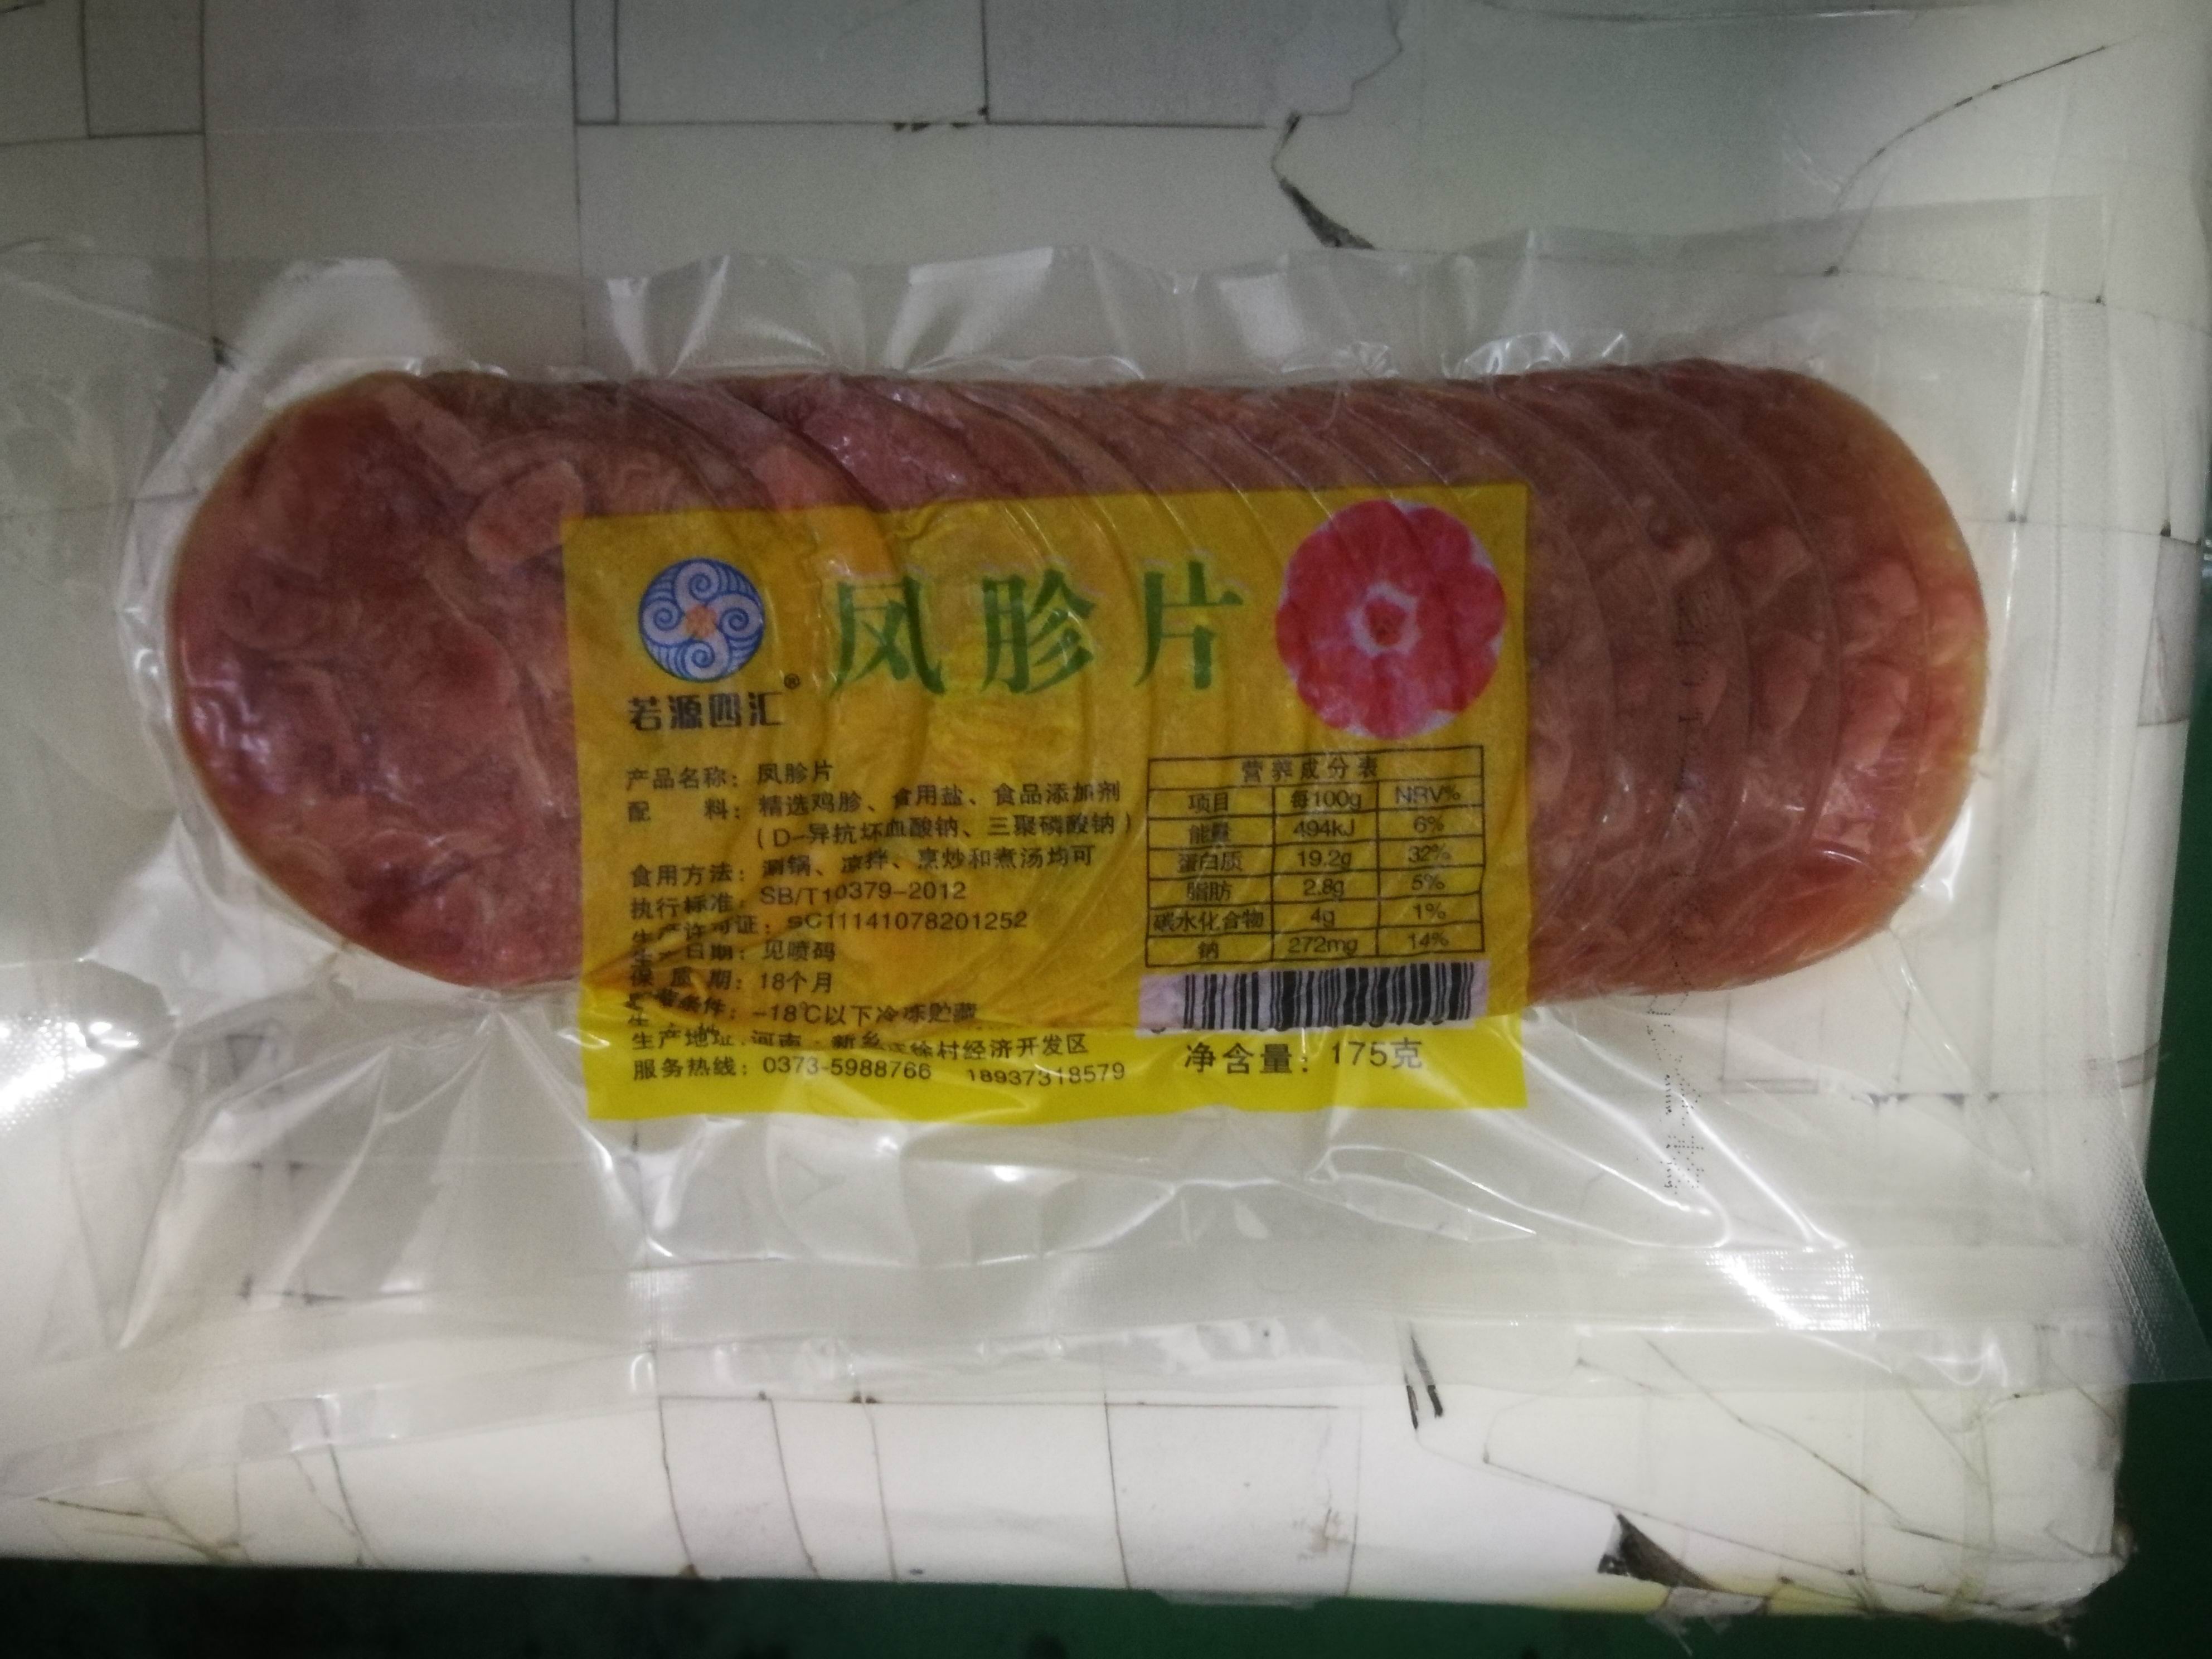 凤胗片
若源四汇®
产品名称：凤胗片
配 料：精选鸡胗、食用盐、食品添加剂
（D-异抗坏血酸钠、三聚磷酸钠）
食用方法：涮锅、凉拌、烹炒和煮汤均可
执行标准：SB/T10379-2012
生产许可证：SC11141078201252
生产日期：见喷码
保质期：18个月
贮藏条件：-18℃以下冷冻贮藏
生产地址：河南 新乡 徐村经济开发区
服务热线：0373-5988766 18937318579
营养成分表
项目 每100g NRV%
能量 494kJ 6%
蛋白质 19.2g 32%
脂肪 2.8g 5%
碳水化合物 4g 1%
钠 272mg 14%
净含量：175克